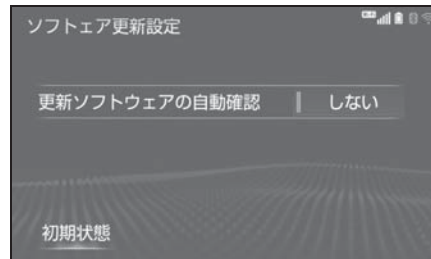 ソフトェア更新設定
更新ソフトウェアの自動確認 しない
初期状態